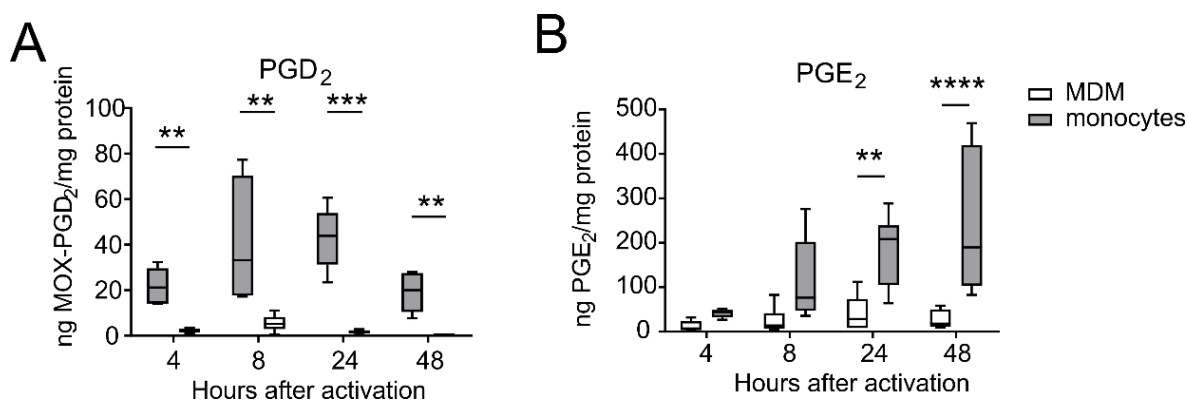 A
PGD2
ng MOX-PGD2/mg protein
100
80
60
40
20
0
**
**
***
**
4 8 24 48
Hours after activation
B
PGE2
ng PGE2/mg protein
500
400
300
200
100
0
**
****
4 8 24 48
Hours after activation
MDM
monocytes